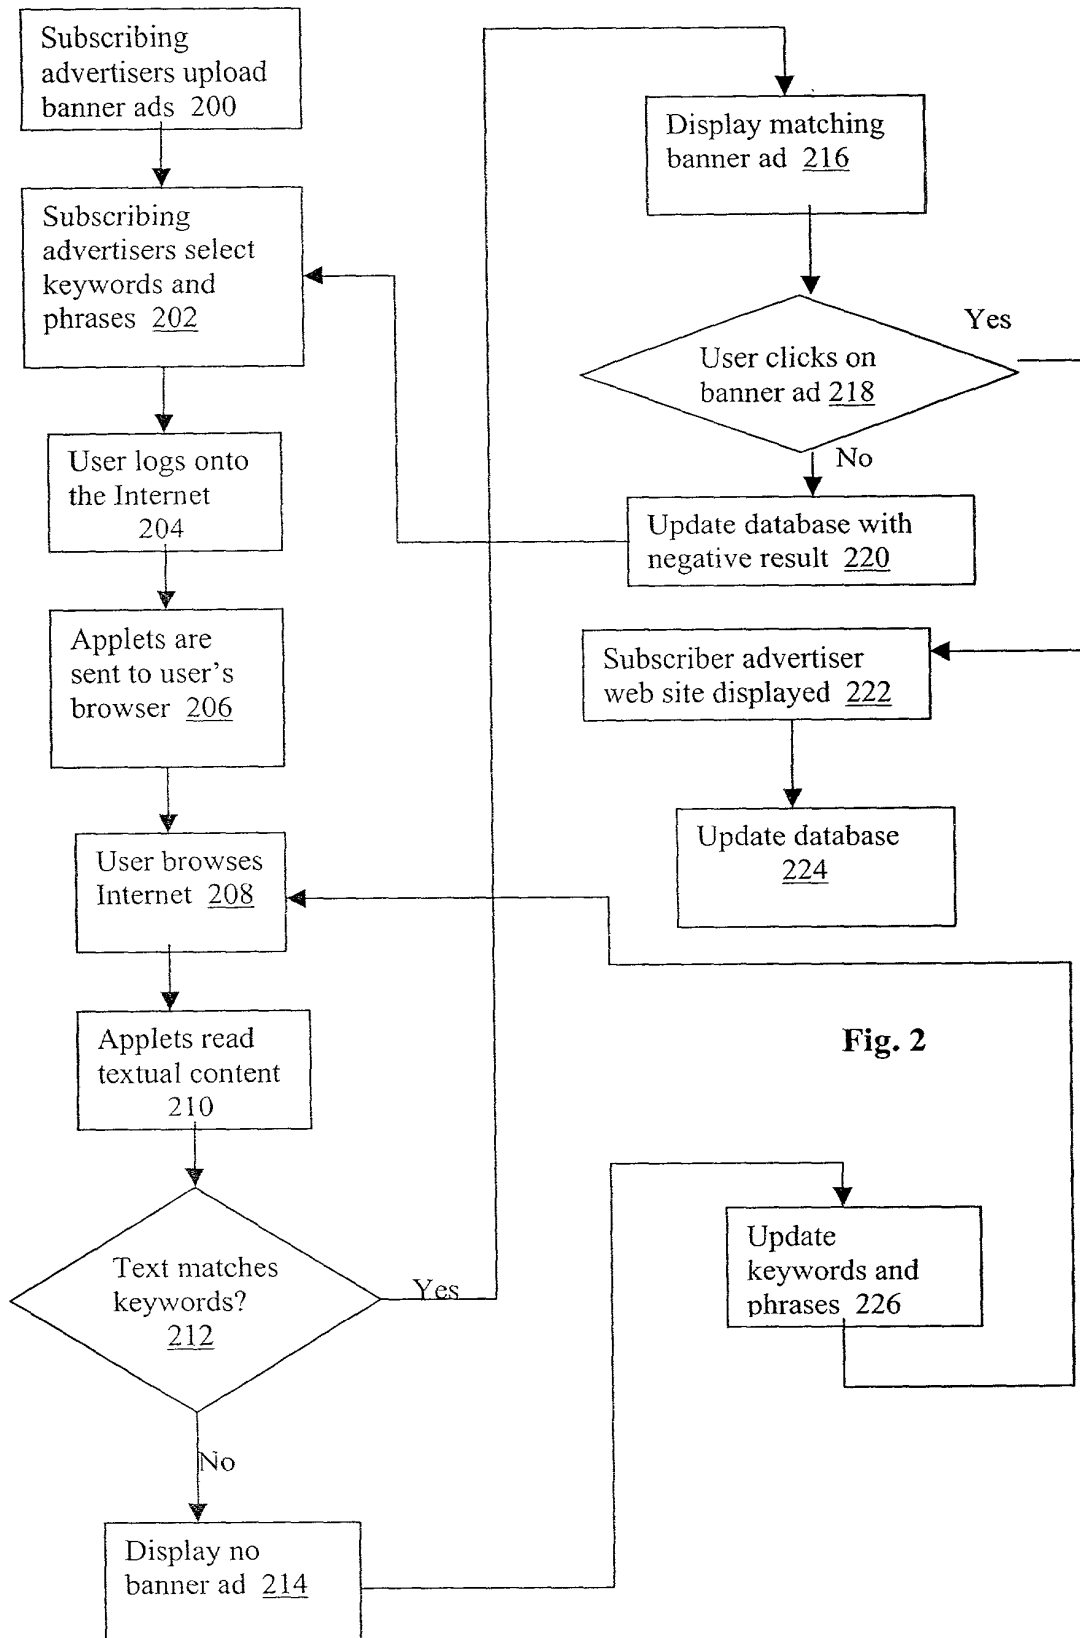 Subscribing
advertisers upload
banner ads 200
Subscribing
advertisers select
keywords and
phrases 202
User logs onto
the Internet
204
Applets are
sent to user's
browser 206
User browses
Internet 208
Applets read
textual content
210
Text matches
keywords?
212
Yes
No
Display no
banner ad 214
Display matching
banner ad 216
User clicks on
banner ad 218
Yes
No
Update database with
negative result 220
Subscriber advertiser
web site displayed 222
Update database
224
Fig. 2
Update
keywords and
phrases 226